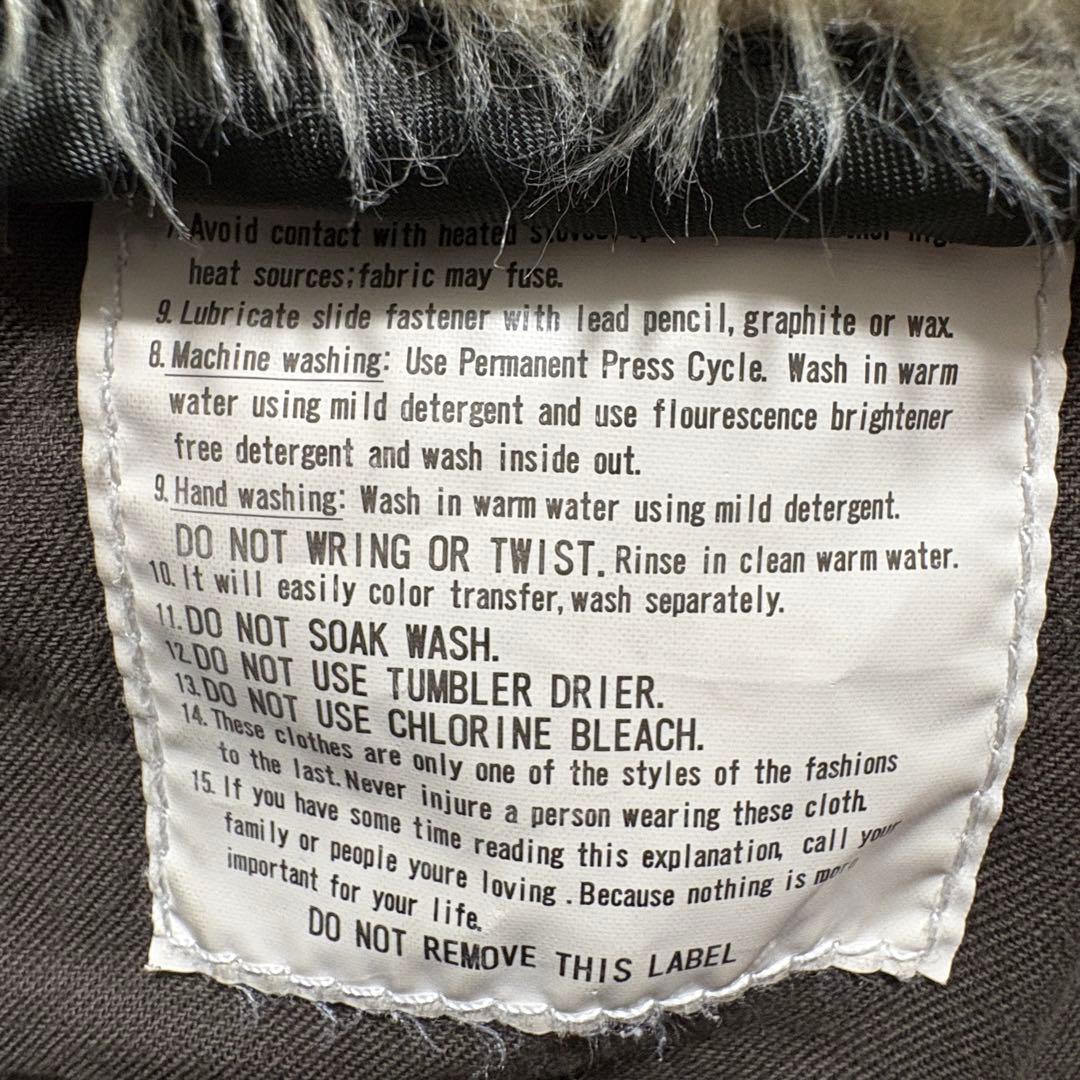 7. Avoid contact with heated
heat sources;fabric may fuse.
9. Lubricate slide fastener with lead pencil, graphite or wax.
8. Machine washing: Use Permanent Press Cycle. Wash in warm
water using mild detergent and use flourescence brightener
free detergent and wash inside out.
9. Hand washing: Wash in warm water using mild detergent.
DO NOT WRING OR TWIST. Rinse in clean warm water.
10. It will easily color transfer, wash separately.
11. DO NOT SOAK WASH.
12. DO NOT USE TUMBLER DRIER.
13. DO NOT USE CHLORINE BLEACH.
14. These clothes are only one of the styles of the fashions
to the last. Never injure a person wearing these cloth.
15. If you have some time reading this explanation, call your
family or people youre loving . Because nothing is more
important for your life.
DO NOT REMOVE THIS LABEL